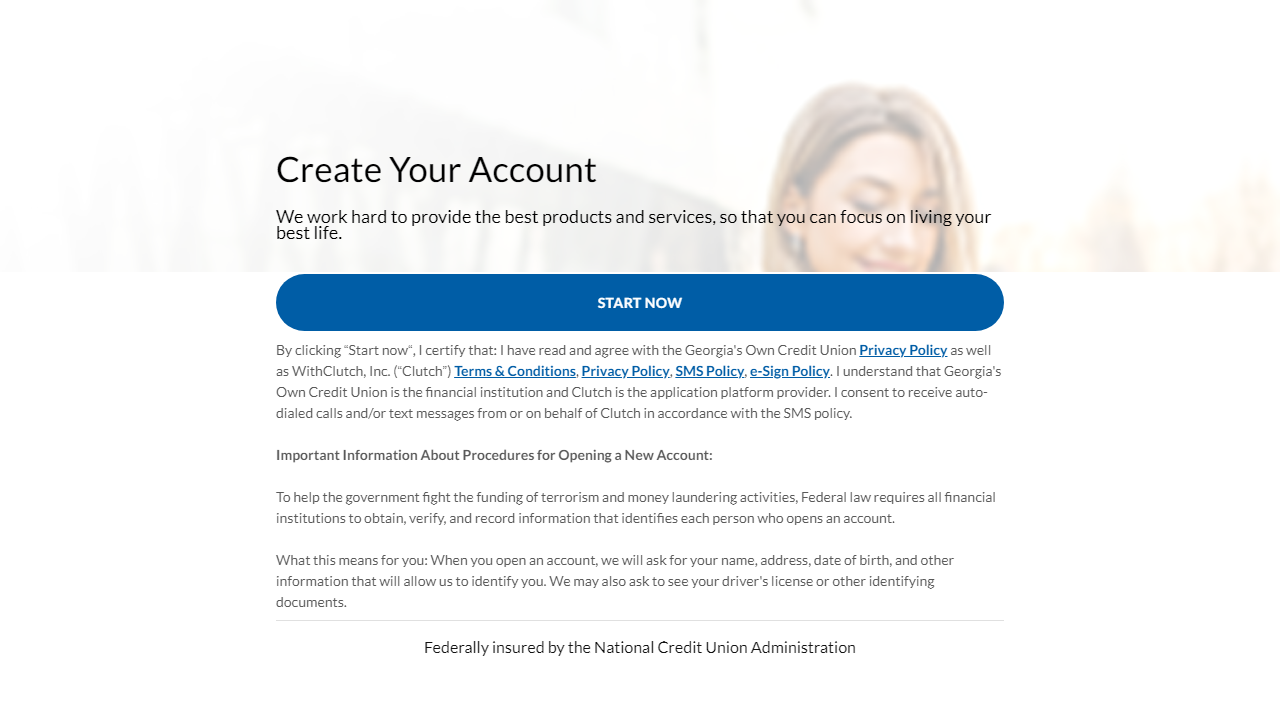 Create Your Account
We work hard to provide the best products and services, so that you can focus on living your
best life.
START NOW
By clicking “Start now“, I certify that: I have read and agree with the Georgia's Own Credit Union Privacy Policy as well
as WithClutch, Inc. (“Clutch”) Terms & Conditions, Privacy Policy, SMS Policy, e-Sign Policy. I understand that Georgia's
Own Credit Union is the financial institution and Clutch is the application platform provider. I consent to receive auto-
dialed calls and/or text messages from or on behalf of Clutch in accordance with the SMS policy.
Important Information About Procedures for Opening a New Account:
To help the government fight the funding of terrorism and money laundering activities, Federal law requires all financial
institutions to obtain, verify, and record information that identifies each person who opens an account.
What this means for you: When you open an account, we will ask for your name, address, date of birth, and other
information that will allow us to identify you. We may also ask to see your driver's license or other identifying
documents.
Federally insured by the National Credit Union Administration